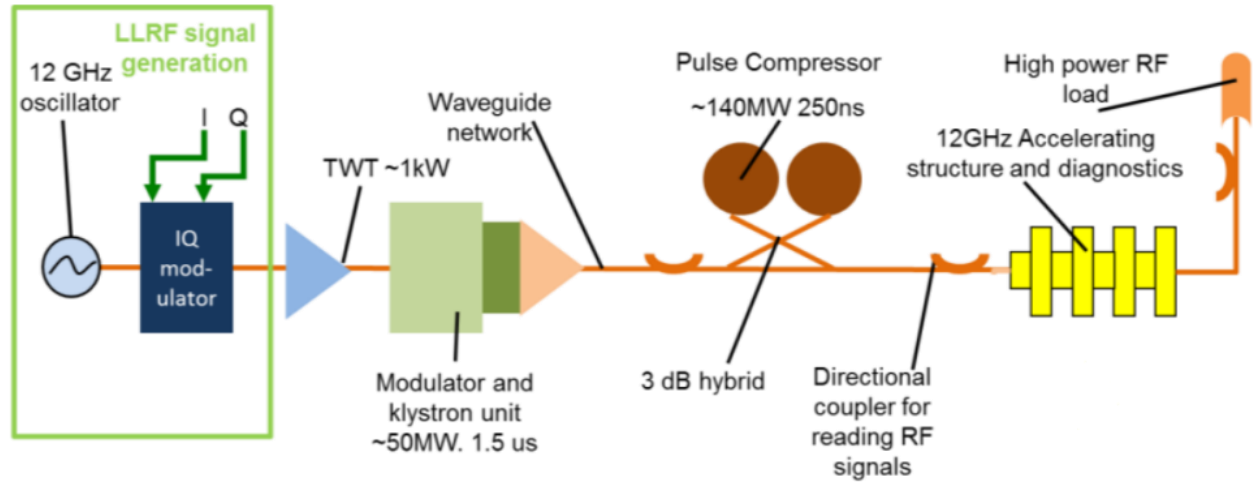 LLRF signal
generation
12 GHz
oscillator
I Q
IQ
mod-
ulator
TWT ~1kW
Modulator and
klystron unit
~50MW. 1.5 us
Waveguide
network
Pulse Compressor
~140MW 250ns
3 dB hybrid
Directional
coupler for
reading RF
signals
12GHz Accelerating
structure and diagnostics
High power RF
load